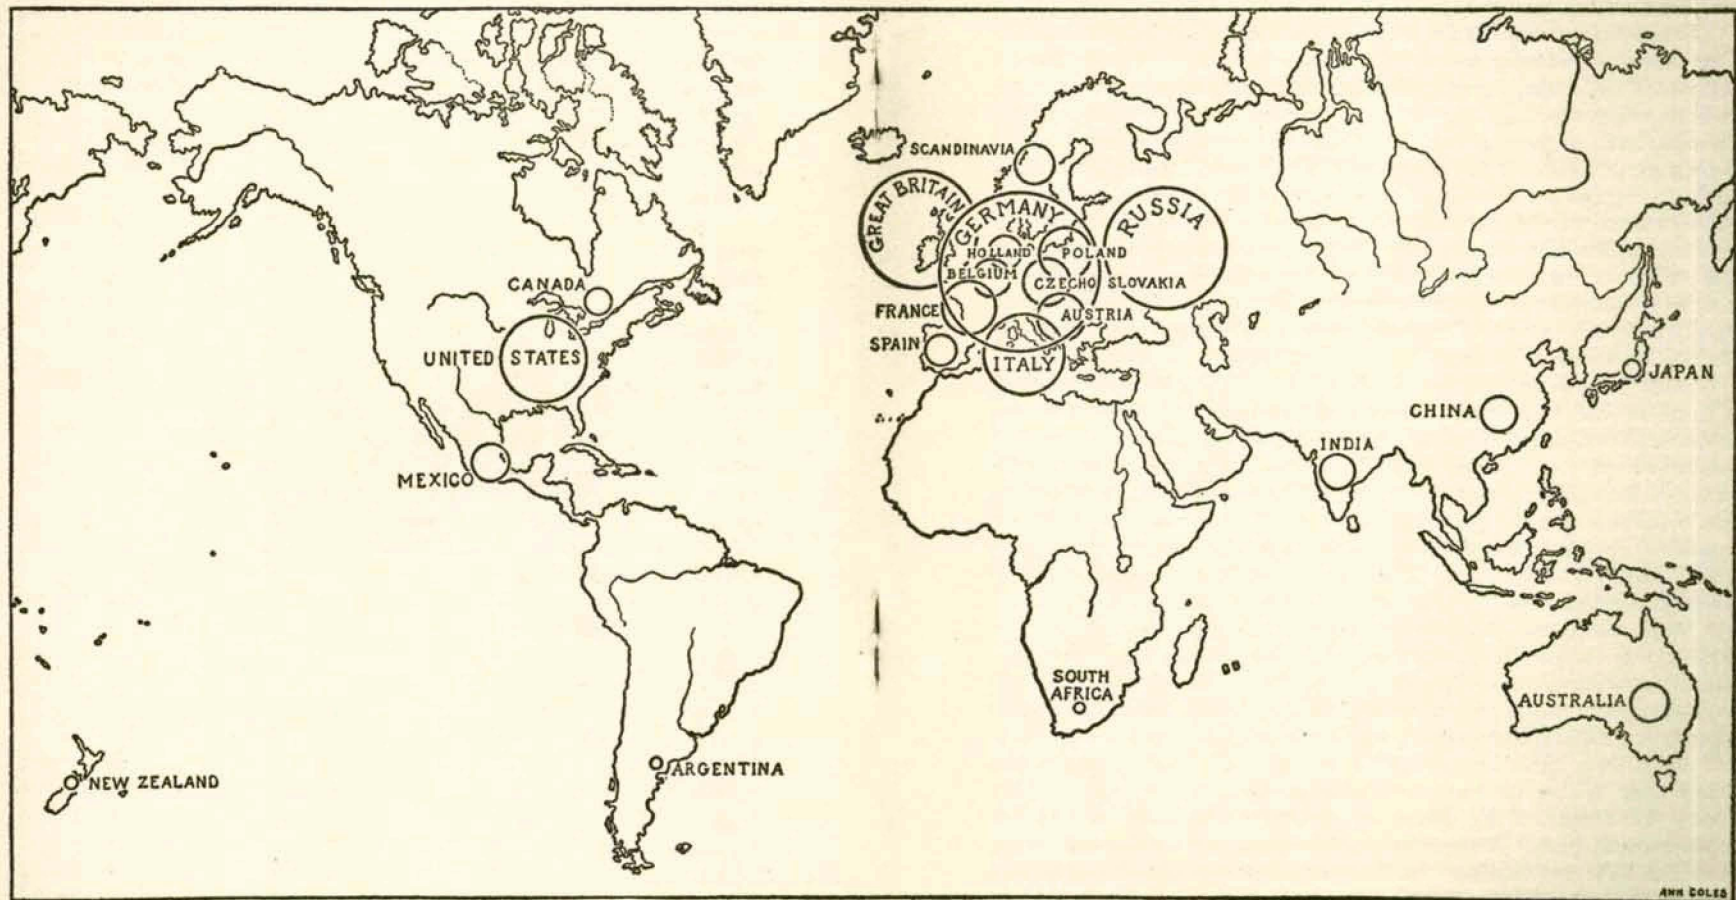 SCANDINAVIA
GREAT BRITAIN
GERMANY
RUSSIA
HOLLAND
POLAND
BELGIUM
CZECHO SLOVAKIA
CANADA
FRANCE
AUSTRIA
SPAIN
UNITED STATES
ITALY
JAPAN
CHINA
INDIA
MEXICO
SOUTH
AFRICA
AUSTRALIA
ARGENTINA
NEW ZEALAND
ANN COLES